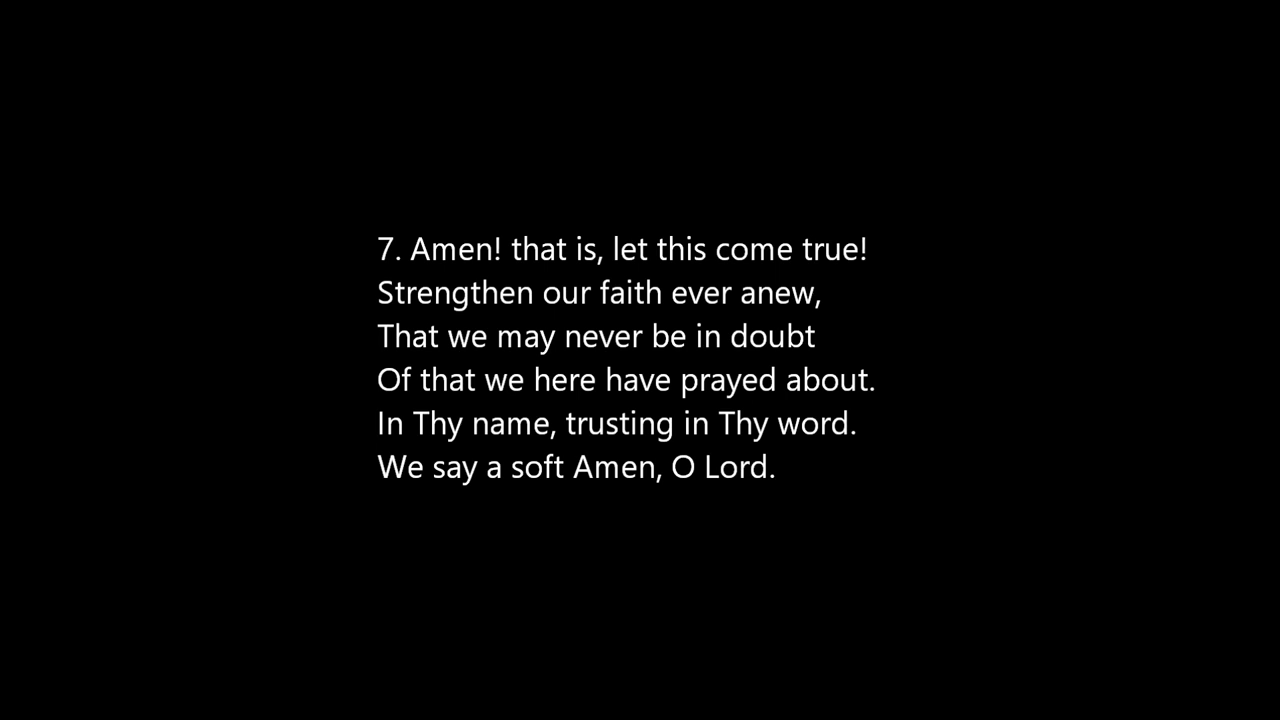 7. Amen! that is, let this come true!
Strengthen our faith ever anew,
That we may never be in doubt
Of that we here have prayed about.
In Thy name, trusting in Thy word.
We say a soft Amen, O Lord.